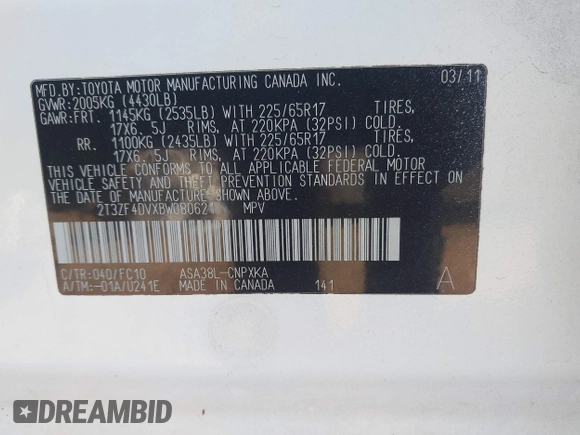 MFD.BY:TOYOTA MOTOR MANUFACTURING CANADA INC. 03/11
GVWR:2005KG (4430LB)
GAWR:FRT. 1145KG (2535LB) WITH 225/65R17 TIRES,
17X6. 5J RIMS, AT 220KPA (32PSI) COLD.
RR. 1100KG (2435LB) WITH 225/65R17 TIRES,
17X6. 5J RIMS, AT 220KPA (32PSI) COLD.
THIS VEHICLE CONFORMS TO ALL APPLICABLE FEDERAL MOTOR
VEHICLE SAFETY AND THEFT PREVENTION STANDARDS IN EFFECT ON
THE DATE OF MANUFACTURE SHOWN ABOVE.
2T3ZF4DVXBW080624 MPV
C/TR:040/FC10 ASA38L-CNPXKA A
A/TM:-01A/U241E MADE IN CANADA 141
DREAMBID